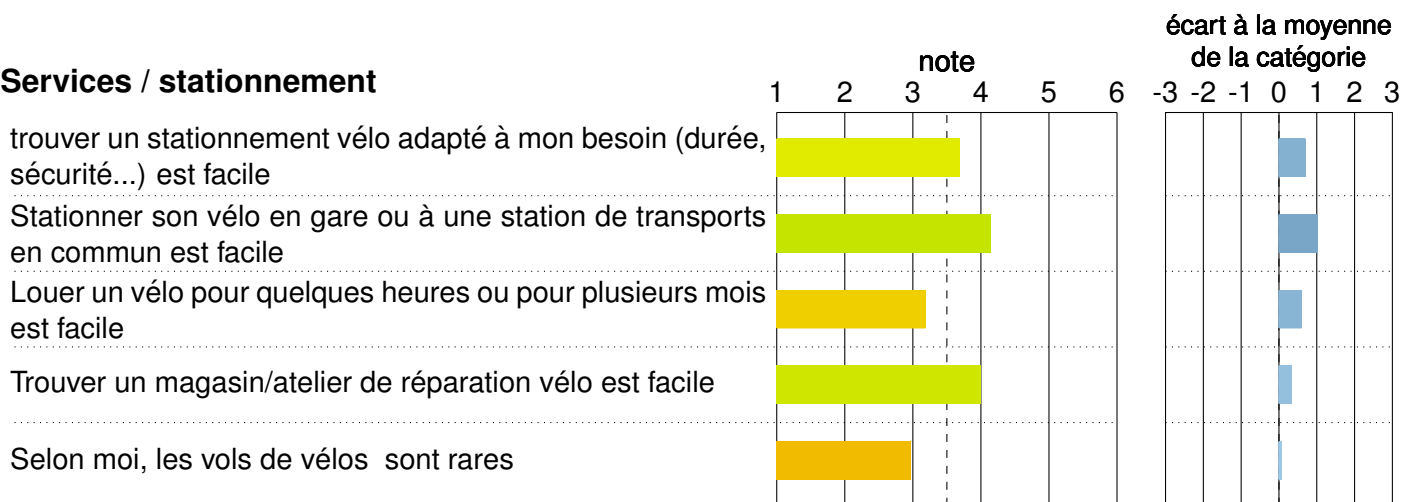 écart à la moyenne
note de la catégorie
Services / stationnement
1 2 3 4 5 6 -3 -2 -1 0 1 2 3
trouver un stationnement vélo adapté à mon besoin (durée,
sécurité...) est facile
Stationner son vélo en gare ou à une station de transports
en commun est facile
Louer un vélo pour quelques heures ou pour plusieurs mois
est facile
Trouver un magasin/atelier de réparation vélo est facile
Selon moi, les vols de vélos sont rares